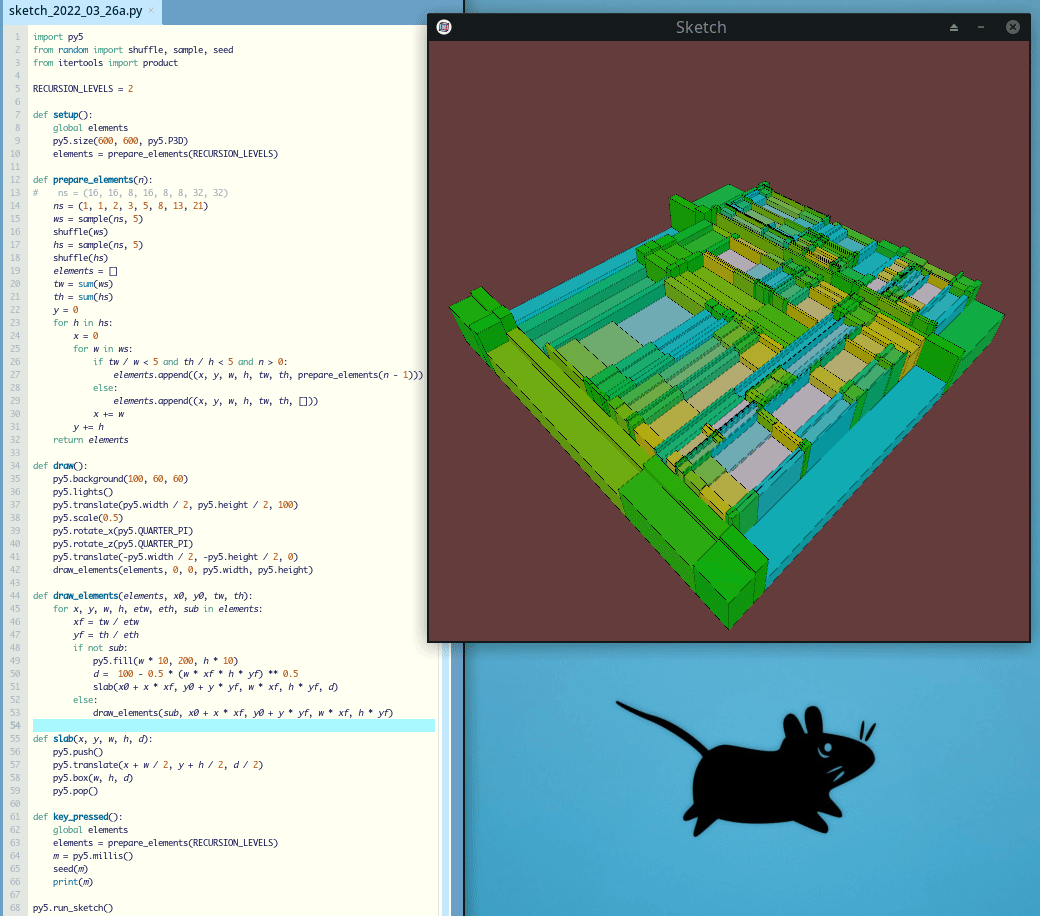 sketch_2022_03_26a.py ×
Sketch
1 import py5
2 from random import shuffle, sample, seed
3 from itertools import product
4
5 RECURSION_LEVELS = 2
6
7 def setup():
8     global elements
9     py5.size(600, 600, py5.P3D)
10     elements = prepare_elements(RECURSION_LEVELS)
11
12 def prepare_elements(n):
13 #    ns = (16, 16, 8, 16, 8, 8, 32, 32)
14     ns = (1, 1, 2, 3, 5, 8, 13, 21)
15     ws = sample(ns, 5)
16     shuffle(ws)
17     hs = sample(ns, 5)
18     shuffle(hs)
19     elements = []
20     tw = sum(ws)
21     th = sum(hs)
22     y = 0
23     for h in hs:
24         x = 0
25         for w in ws:
26             if tw / w < 5 and th / h < 5 and n > 0:
27                 elements.append((x, y, w, h, tw, th, prepare_elements(n - 1)))
28             else:
29                 elements.append((x, y, w, h, tw, th, []))
30             x += w
31         y += h
32     return elements
33
34 def draw():
35     py5.background(100, 60, 60)
36     py5.lights()
37     py5.translate(py5.width / 2, py5.height / 2, 100)
38     py5.scale(0.5)
39     py5.rotate_x(py5.QUARTER_PI)
40     py5.rotate_z(py5.QUARTER_PI)
41     py5.translate(-py5.width / 2, -py5.height / 2, 0)
42     draw_elements(elements, 0, 0, py5.width, py5.height)
43
44 def draw_elements(elements, x0, y0, tw, th):
45     for x, y, w, h, etw, eth, sub in elements:
46         xf = tw / etw
47         yf = th / eth
48         if not sub:
49             py5.fill(w * 10, 200, h * 10)
50             d =  100 - 0.5 * (w * xf * h * yf) ** 0.5
51             slab(x0 + x * xf, y0 + y * yf, w * xf, h * yf, d)
52         else:
53             draw_elements(sub, x0 + x * xf, y0 + y * yf, w * xf, h * yf)
54
55 def slab(x, y, w, h, d):
56     py5.push()
57     py5.translate(x + w / 2, y + h / 2, d / 2)
58     py5.box(w, h, d)
59     py5.pop()
60
61 def key_pressed():
62     global elements
63     elements = prepare_elements(RECURSION_LEVELS)
64     m = py5.millis()
65     seed(m)
66     print(m)
67
68 py5.run_sketch()